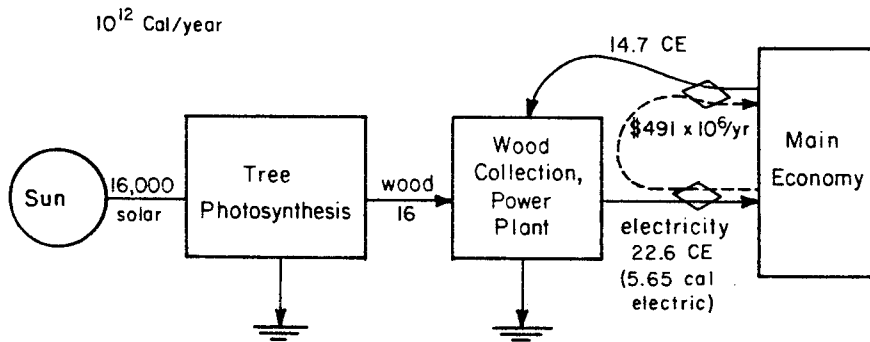 10¹² Cal/year
14.7 CE
$491 x 10⁶/yr
Main
Economy
Wood
Collection,
Power
Plant
Tree
Photosynthesis
Sun
16,000
solar
wood
16
electricity
22.6 CE
(5.65 cal
electric)